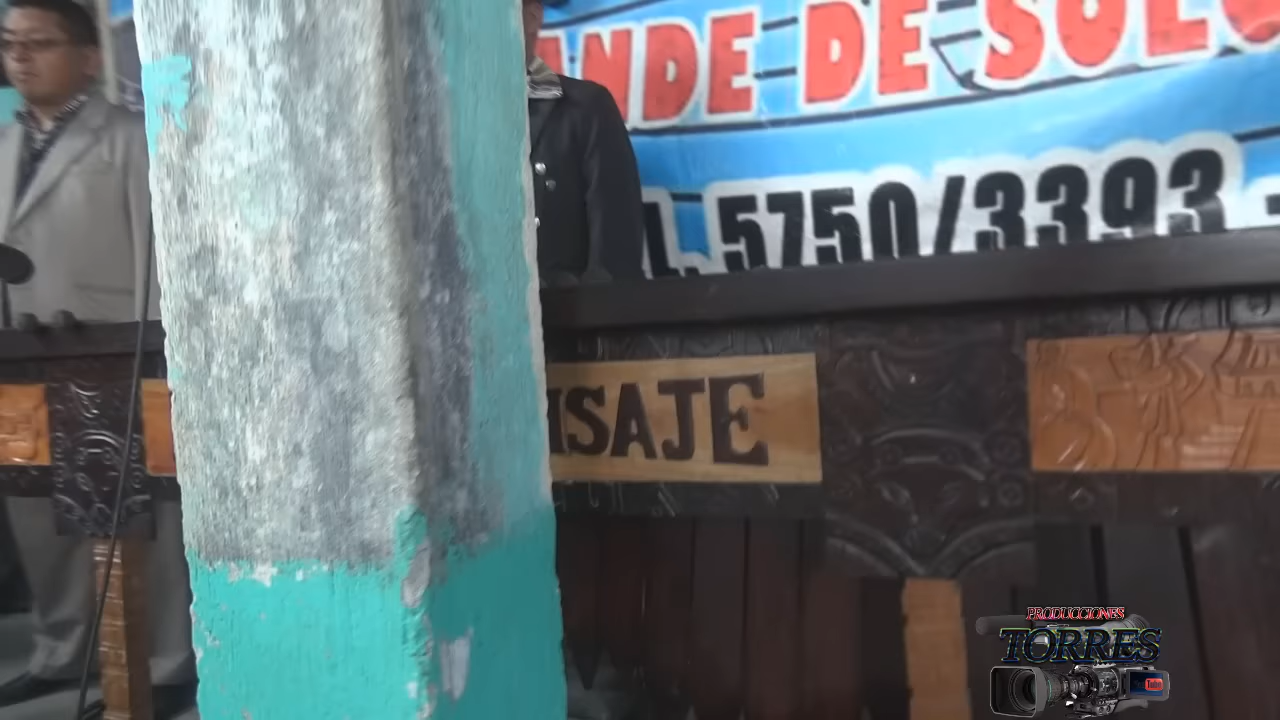 ANDE DE SOLO
L. 5750/3393 -
ISAJE
PRODUCCIONES
TORRES